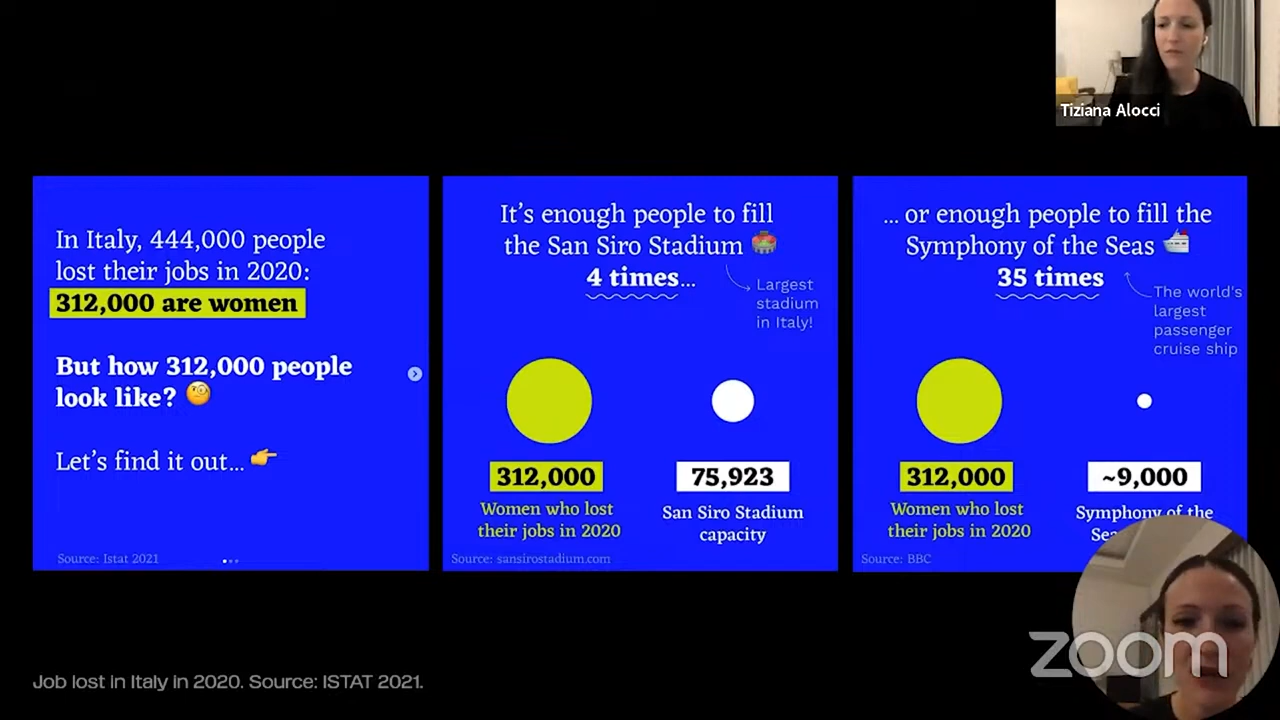 Tiziana Alocci
In Italy, 444,000 people
lost their jobs in 2020:
312,000 are women
But how 312,000 people
look like?
Let's find it out...
Source: Istat 2021
It's enough people to fill
the San Siro Stadium
4 times...
Largest
stadium
in Italy!
312,000
Women who lost
their jobs in 2020
75,923
San Siro Stadium
capacity
Source: sansirostadium.com
... or enough people to fill the
Symphony of the Seas
35 times
The world's
largest
passenger
cruise ship
312,000
Women who lost
their jobs in 2020
~9,000
Symphony of the
Source: BBC
zoom
Job lost in Italy in 2020. Source: ISTAT 2021.